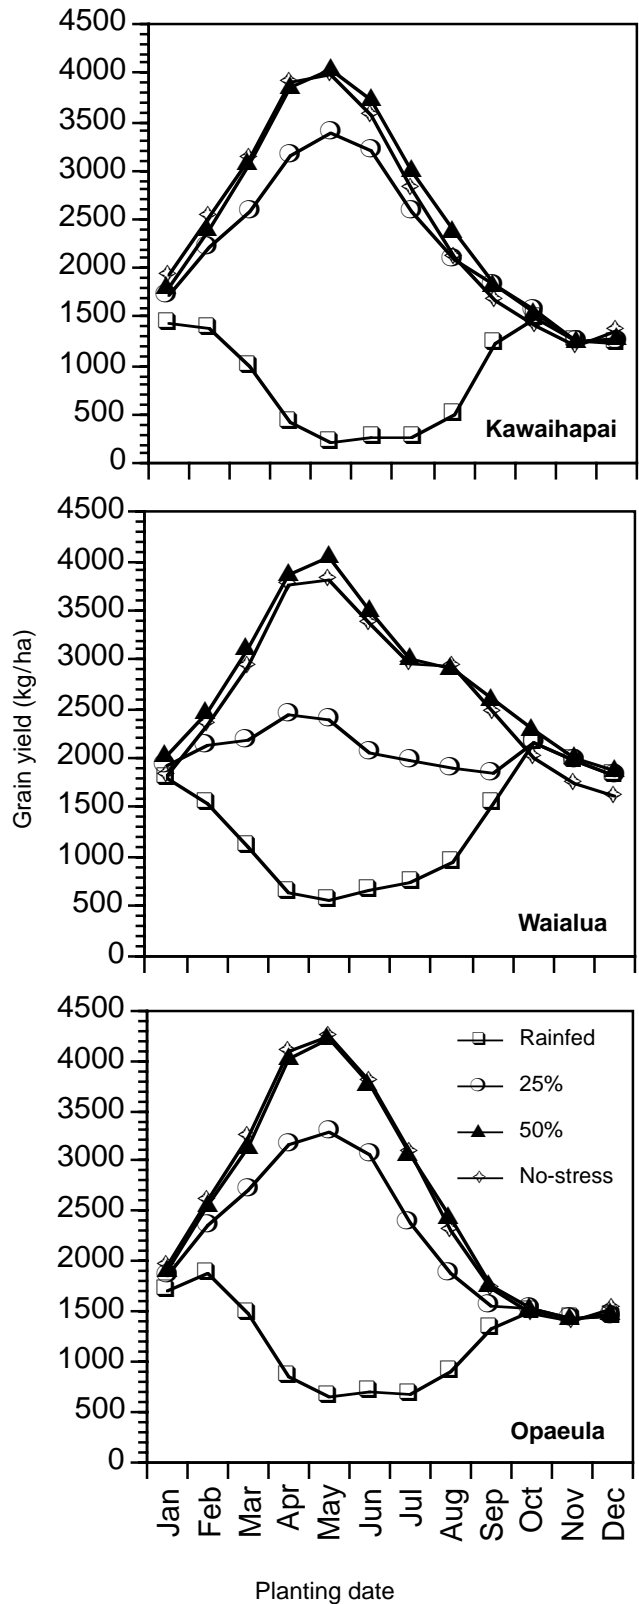 4500
4000
3500
3000
2500
2000
1500
1000
500
0
Kawaihapai
Grain yield (kg/ha)
4500
4000
3500
3000
2500
2000
1500
1000
500
0
Waialua
4500
4000
3500
3000
2500
2000
1500
1000
500
0
Rainfed
25%
50%
No-stress
Opaeula
Jan
Feb
Mar
Apr
May
Jun
Jul
Aug
Sep
Oct
Nov
Dec
Planting date